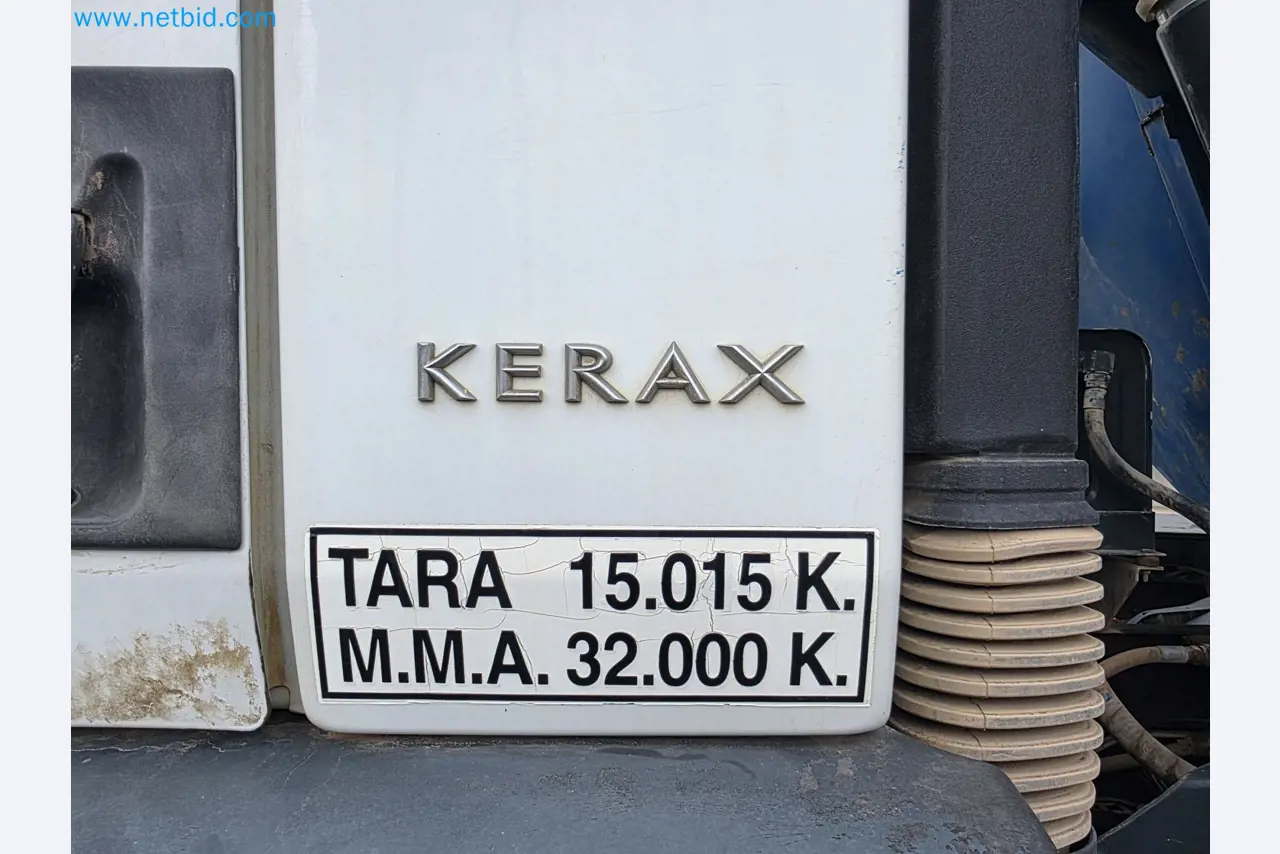 www.netbid.com
KERAX
TARA 15.015 K.
M.M.A. 32.000 K.